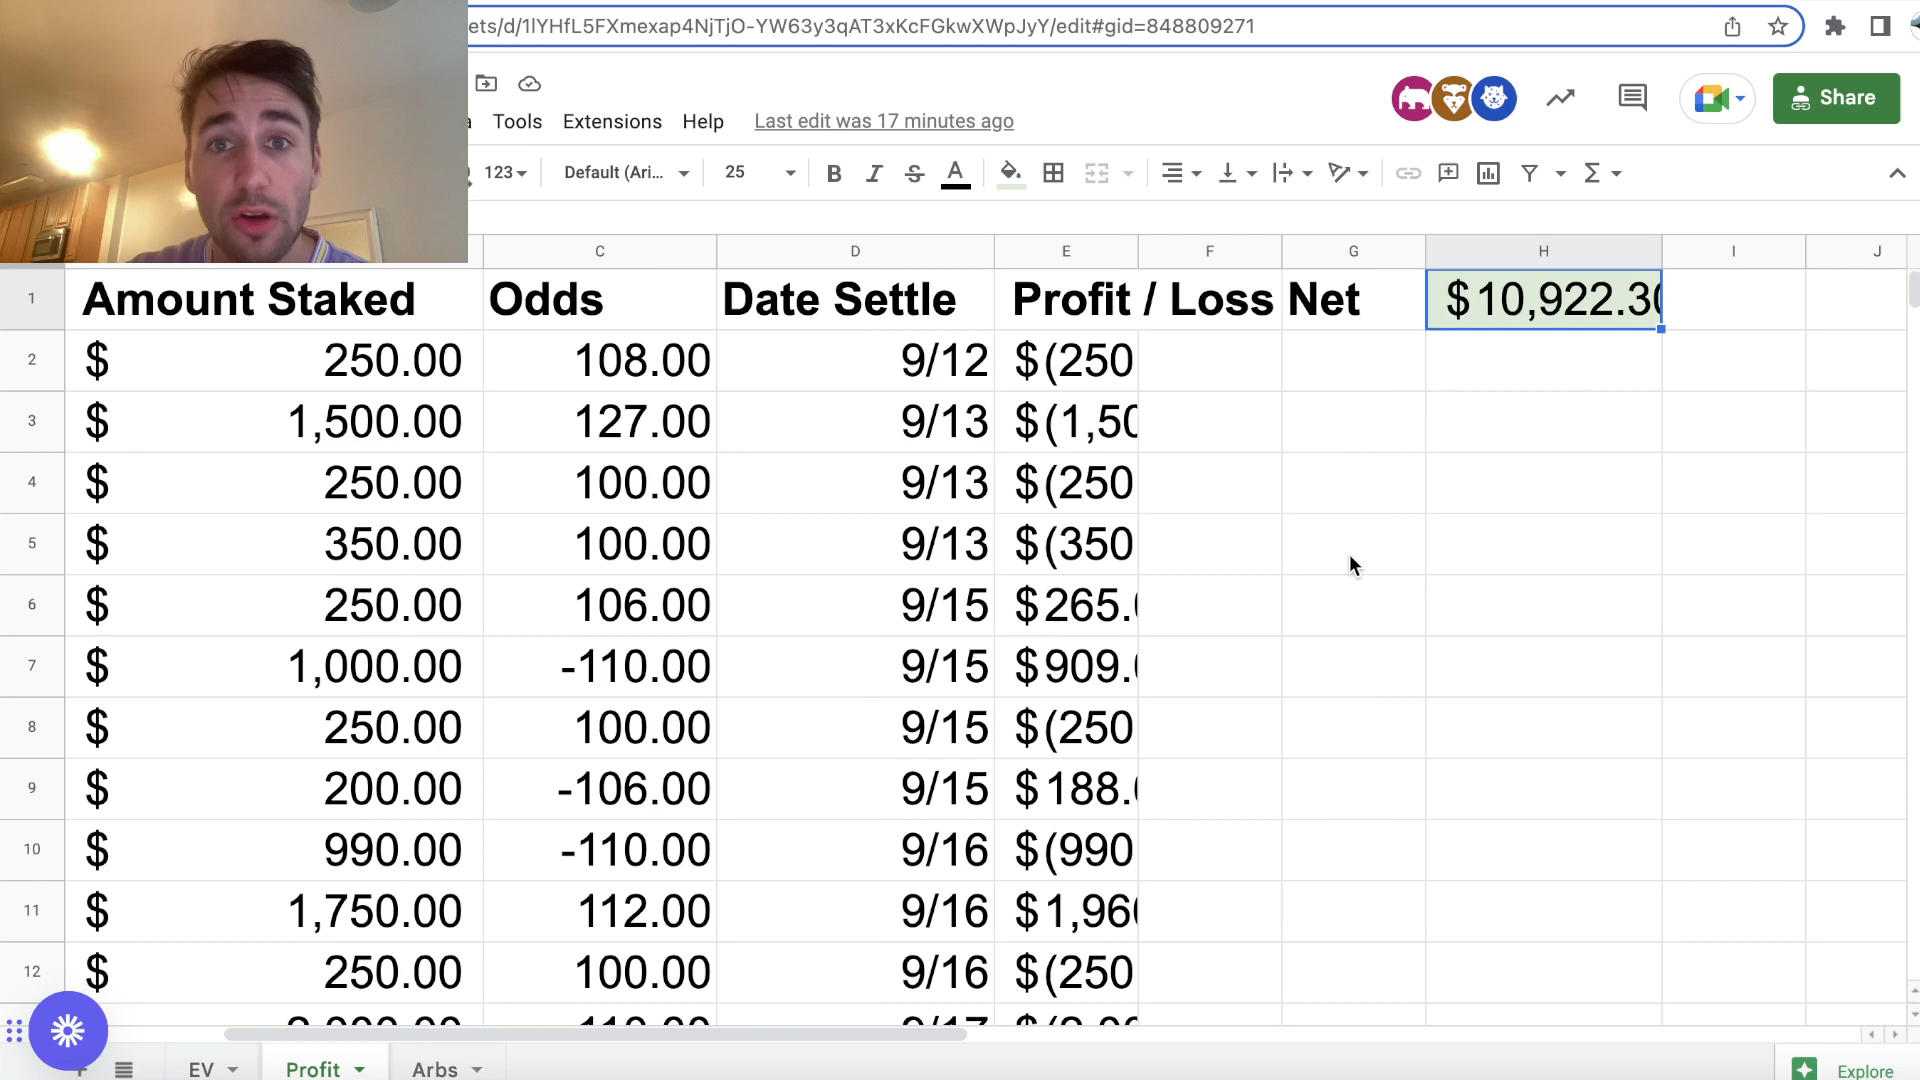 ets/d/1lYHfL5FXmexap4NjTjO-YW63y3qAT3xKcFGkwXWpJyY/edit#gid=848809271
Tools Extensions Help Last edit was 17 minutes ago
Share
123 Default (Ari... 25
C D E F G H I J
1 Amount Staked Odds Date Settle Profit / Loss Net $10,922.30
2 $ 250.00 108.00 9/12 $(250
3 $ 1,500.00 127.00 9/13 $(1,50
4 $ 250.00 100.00 9/13 $(250
5 $ 350.00 100.00 9/13 $(350
6 $ 250.00 106.00 9/15 $265.0
7 $ 1,000.00 -110.00 9/15 $909.0
8 $ 250.00 100.00 9/15 $(250
9 $ 200.00 -106.00 9/15 $188.0
10 $ 990.00 -110.00 9/16 $(990
11 $ 1,750.00 112.00 9/16 $1,960
12 $ 250.00 100.00 9/16 $(250
EV Profit Arbs Explore